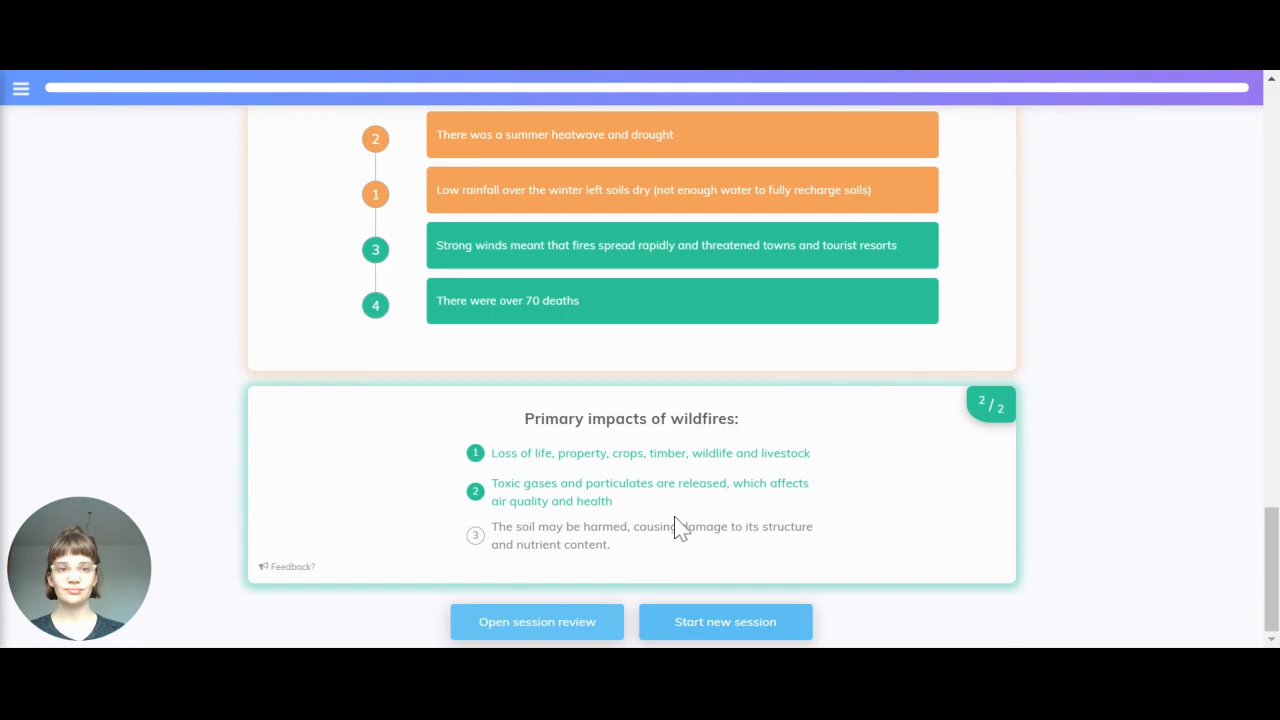 2
There was a summer heatwave and drought
1
Low rainfall over the winter left soils dry (not enough water to fully recharge soils)
3
Strong winds meant that fires spread rapidly and threatened towns and tourist resorts
4
There were over 70 deaths
2/2
Primary impacts of wildfires:
1 Loss of life, property, crops, timber, wildlife and livestock
2 Toxic gases and particulates are released, which affects
air quality and health
3 The soil may be harmed, causing damage to its structure
and nutrient content.
Feedback?
Open session review
Start new session